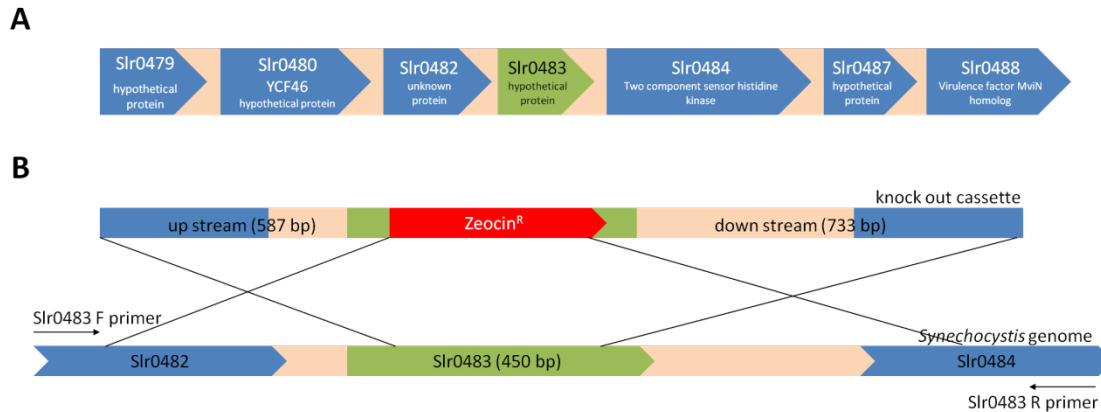 A
Slr0479
hypothetical
protein
Slr0480
YCF46
hypothetical protein
Slr0482
unknown
protein
Slr0483
hypothetical
protein
Slr0484
Two component sensor histidine
kinase
Slr0487
hypothetical
protein
Slr0488
Virulence factor MviN
homolog
B
knock out cassette
up stream (587 bp)
Zeocinᴿ
down stream (733 bp)
Slr0483 F primer
Synechocystis genome
Slr0482
Slr0483 (450 bp)
Slr0484
Slr0483 R primer